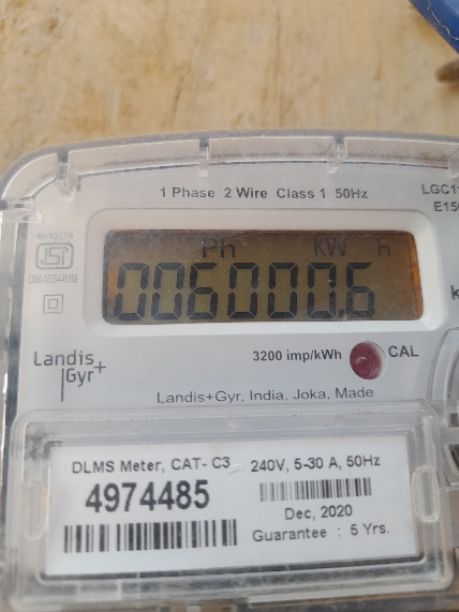 1 Phase 2 Wire Class 1 50Hz
Ph kW h
006000.6
ISI
3200 imp/kWh CAL
Landis
Gyr+
Landis+Gyr, India, Joka, Made
DLMS Meter, CAT- C3 240V, 5-30 A, 50Hz
4974485
Dec, 2020
Guarantee : 5 Yrs.